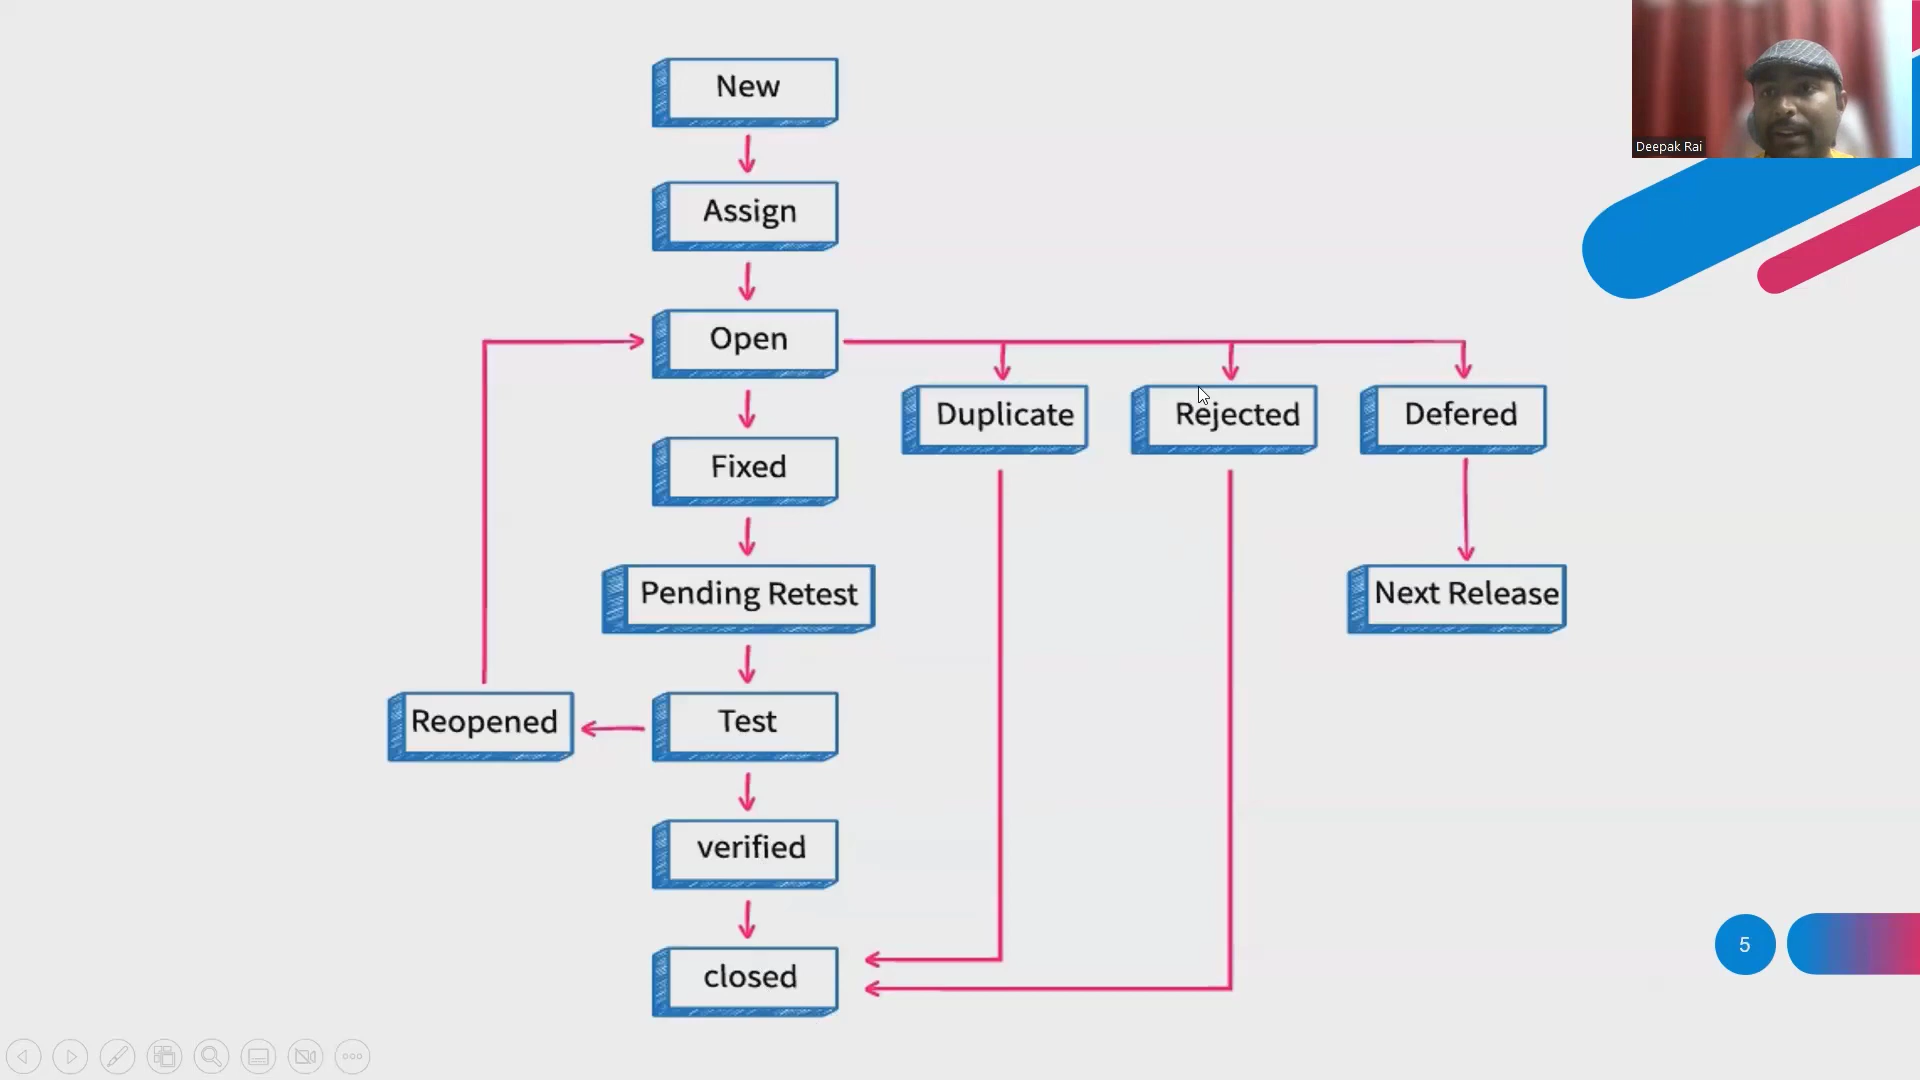 New
Deepak Rai
Assign
Open
Duplicate
Rejected
Defered
Fixed
Pending Retest
Next Release
Reopened
Test
verified
5
closed